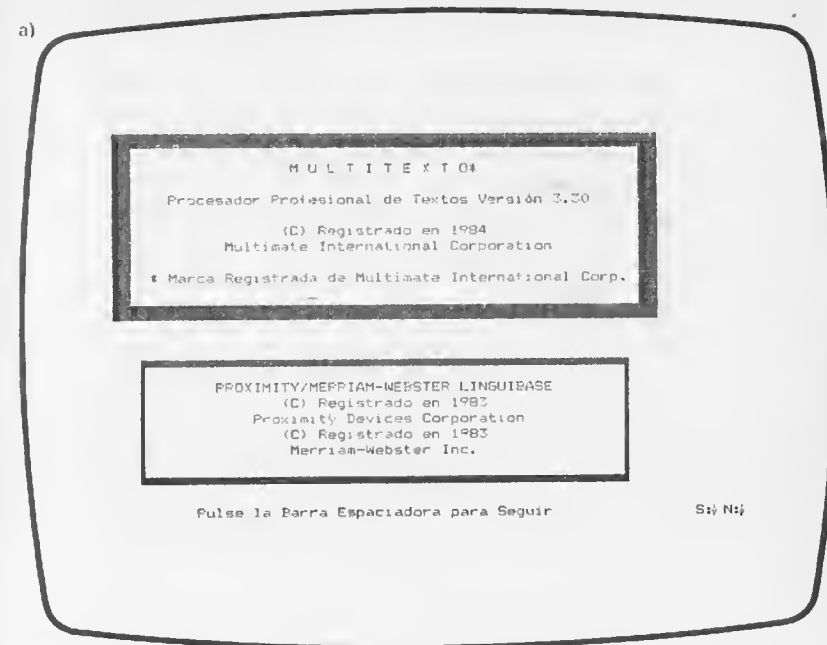 a)
M U L T I T E X T O*
Procesador Profesional de Textos Versión 3.30
(C) Registrado en 1984
Multimate International Corporation
* Marca Registrada de Multimate International Corp.
PROXIMITY/MERRIAM-WEBSTER LINGUIBASE
(C) Registrado en 1983
Proximity Devices Corporation
(C) Registrado en 1983
Merriam-Webster Inc.
Pulse la Barra Espaciadora para Seguir S:↓ N:↓